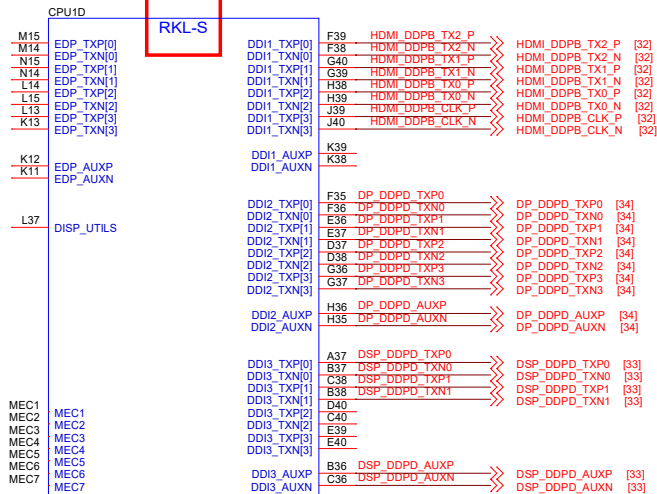 CPU1D
RKL-S
M15 EDP_TXP[0] DDI1_TXP[0] F39 HDMI_DDPB_TX2_P HDMI_DDPB_TX2_P [32]
M14 EDP_TXN[0] DDI1_TXN[0] F38 HDMI_DDPB_TX2_N HDMI_DDPB_TX2_N [32]
N15 EDP_TXP[1] DDI1_TXP[1] G40 HDMI_DDPB_TX1_P HDMI_DDPB_TX1_P [32]
N14 EDP_TXN[1] DDI1_TXN[1] G39 HDMI_DDPB_TX1_N HDMI_DDPB_TX1_N [32]
L14 EDP_TXP[2] DDI1_TXP[2] H38 HDMI_DDPB_TX0_P HDMI_DDPB_TX0_P [32]
L15 EDP_TXN[2] DDI1_TXN[2] H39 HDMI_DDPB_TX0_N HDMI_DDPB_TX0_N [32]
L13 EDP_TXP[3] DDI1_TXP[3] J39 HDMI_DDPB_CLK_P HDMI_DDPB_CLK_P [32]
K13 EDP_TXN[3] DDI1_TXN[3] J40 HDMI_DDPB_CLK_N HDMI_DDPB_CLK_N [32]
K12 EDP_AUXP DDI1_AUXP K39
K11 EDP_AUXN DDI1_AUXN K38
L37 DISP_UTILS
DDI2_TXP[0] F35 DP_DDPD_TXP0 DP_DDPD_TXP0 [34]
DDI2_TXN[0] F36 DP_DDPD_TXN0 DP_DDPD_TXN0 [34]
DDI2_TXP[1] E36 DP_DDPD_TXP1 DP_DDPD_TXP1 [34]
DDI2_TXN[1] E37 DP_DDPD_TXN1 DP_DDPD_TXN1 [34]
DDI2_TXP[2] D37 DP_DDPD_TXP2 DP_DDPD_TXP2 [34]
DDI2_TXN[2] D38 DP_DDPD_TXN2 DP_DDPD_TXN2 [34]
DDI2_TXP[3] G36 DP_DDPD_TXP3 DP_DDPD_TXP3 [34]
DDI2_TXN[3] G37 DP_DDPD_TXN3 DP_DDPD_TXN3 [34]
DDI2_AUXP H36 DP_DDPD_AUXP DP_DDPD_AUXP [34]
DDI2_AUXN H35 DP_DDPD_AUXN DP_DDPD_AUXN [34]
DDI3_TXP[0] A37 DSP_DDPD_TXP0 DSP_DDPD_TXP0 [33]
DDI3_TXN[0] B37 DSP_DDPD_TXN0 DSP_DDPD_TXN0 [33]
DDI3_TXP[1] C38 DSP_DDPD_TXP1 DSP_DDPD_TXP1 [33]
DDI3_TXN[1] B38 DSP_DDPD_TXN1 DSP_DDPD_TXN1 [33]
MEC1 MEC1 DDI3_TXP[2] D40
MEC2 MEC2 DDI3_TXN[2] C40
MEC3 MEC3 DDI3_TXP[3] E39
MEC4 MEC4 DDI3_TXN[3] E40
MEC5 MEC5
MEC6 MEC6 DDI3_AUXP B36 DSP_DDPD_AUXP DSP_DDPD_AUXP [33]
MEC7 MEC7 DDI3_AUXN C36 DSP_DDPD_AUXN DSP_DDPD_AUXN [33]